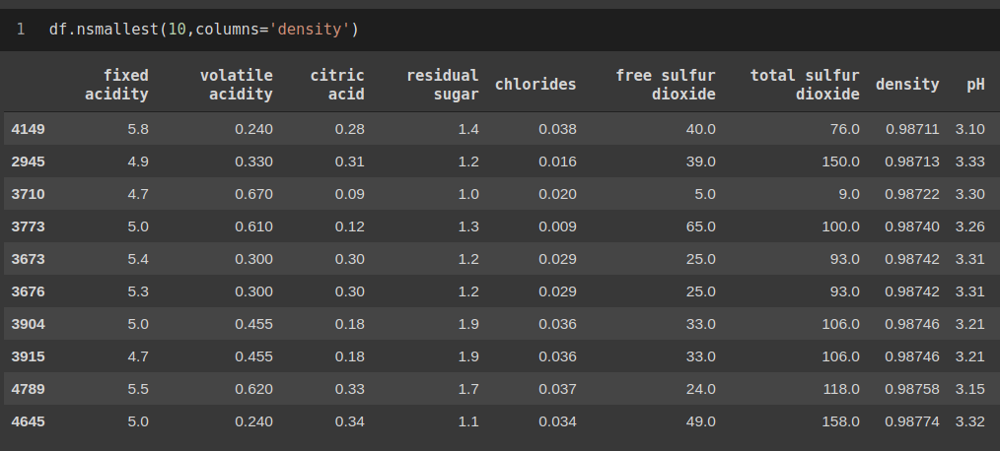 1 df.nsmallest(10,columns='density')
fixed acidity volatile acidity citric acid residual sugar chlorides free sulfur dioxide total sulfur dioxide density pH
4149 5.8 0.240 0.28 1.4 0.038 40.0 76.0 0.98711 3.10
2945 4.9 0.330 0.31 1.2 0.016 39.0 150.0 0.98713 3.33
3710 4.7 0.670 0.09 1.0 0.020 5.0 9.0 0.98722 3.30
3773 5.0 0.610 0.12 1.3 0.009 65.0 100.0 0.98740 3.26
3673 5.4 0.300 0.30 1.2 0.029 25.0 93.0 0.98742 3.31
3676 5.3 0.300 0.30 1.2 0.029 25.0 93.0 0.98742 3.31
3904 5.0 0.455 0.18 1.9 0.036 33.0 106.0 0.98746 3.21
3915 4.7 0.455 0.18 1.9 0.036 33.0 106.0 0.98746 3.21
4789 5.5 0.620 0.33 1.7 0.037 24.0 118.0 0.98758 3.15
4645 5.0 0.240 0.34 1.1 0.034 49.0 158.0 0.98774 3.32